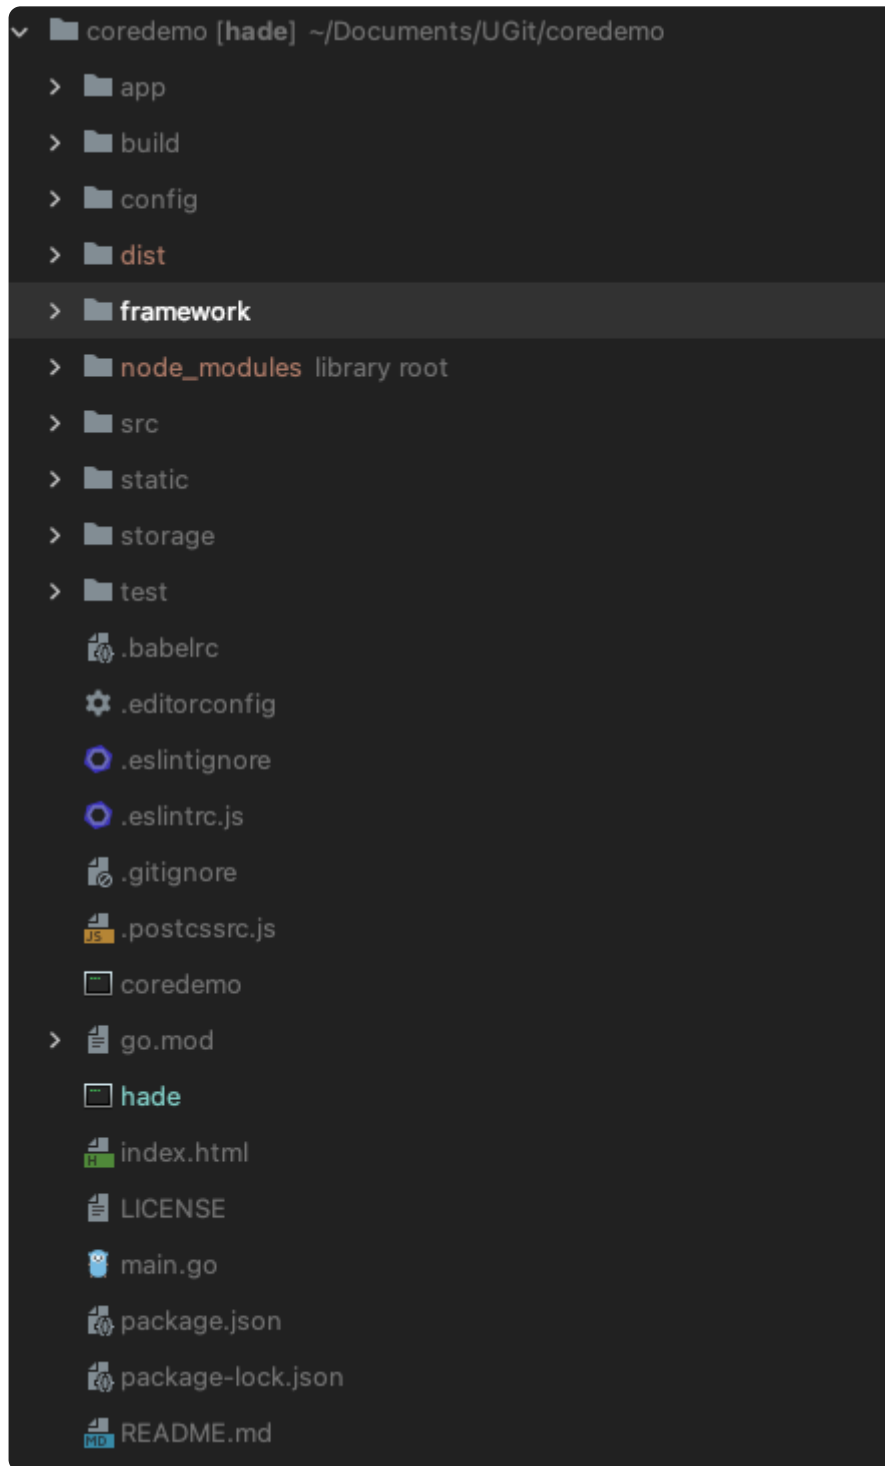 coredemo [hade] ~/Documents/UGit/coredemo
app
build
config
dist
framework
node_modules library root
src
static
storage
test
.babelrc
.editorconfig
.eslintignore
.eslintrc.js
.gitignore
.postcssrc.js
coredemo
go.mod
hade
index.html
LICENSE
main.go
package.json
package-lock.json
README.md